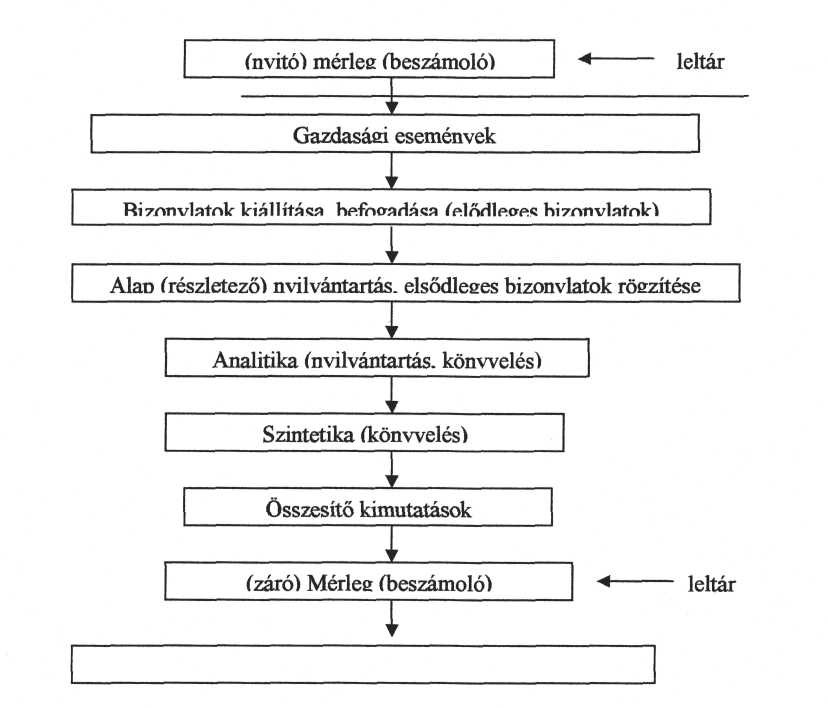 (nyitó) mérleg (beszámoló)
leltár
Gazdasági események
Bizonylatok kiállítása, befogadása (elődleges bizonylatok)
Alap (részletező) nyilvántartás, elsődleges bizonylatok rögzítése
Analitika (nyilvántartás, könyvelés)
Szintetika (könyvelés)
Összesítő kimutatások
(záró) Mérleg (beszámoló)
leltár